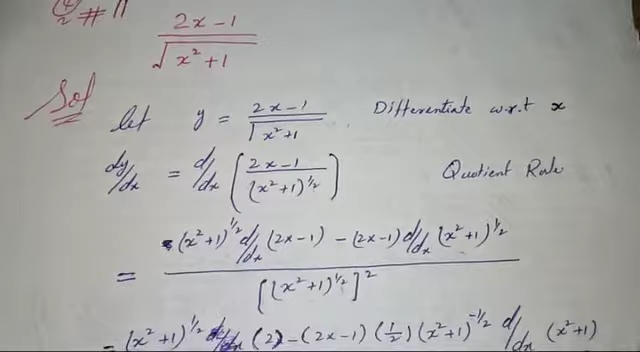 Q/2 # 11
2x-1 / √(x²+1)
Sol
let y = (2x-1) / √(x²+1) Differentiate w.r.t x
dy/dx = d/dx ( (2x-1) / (x²+1)^½ ) Quotient Rule
= ( (x²+1)^½ d/dx (2x-1) - (2x-1) d/dx (x²+1)^½ ) / [(x²+1)^½]²
= (x²+1)^½ (2) - (2x-1) (½) (x²+1)^-½ d/dx (x²+1)